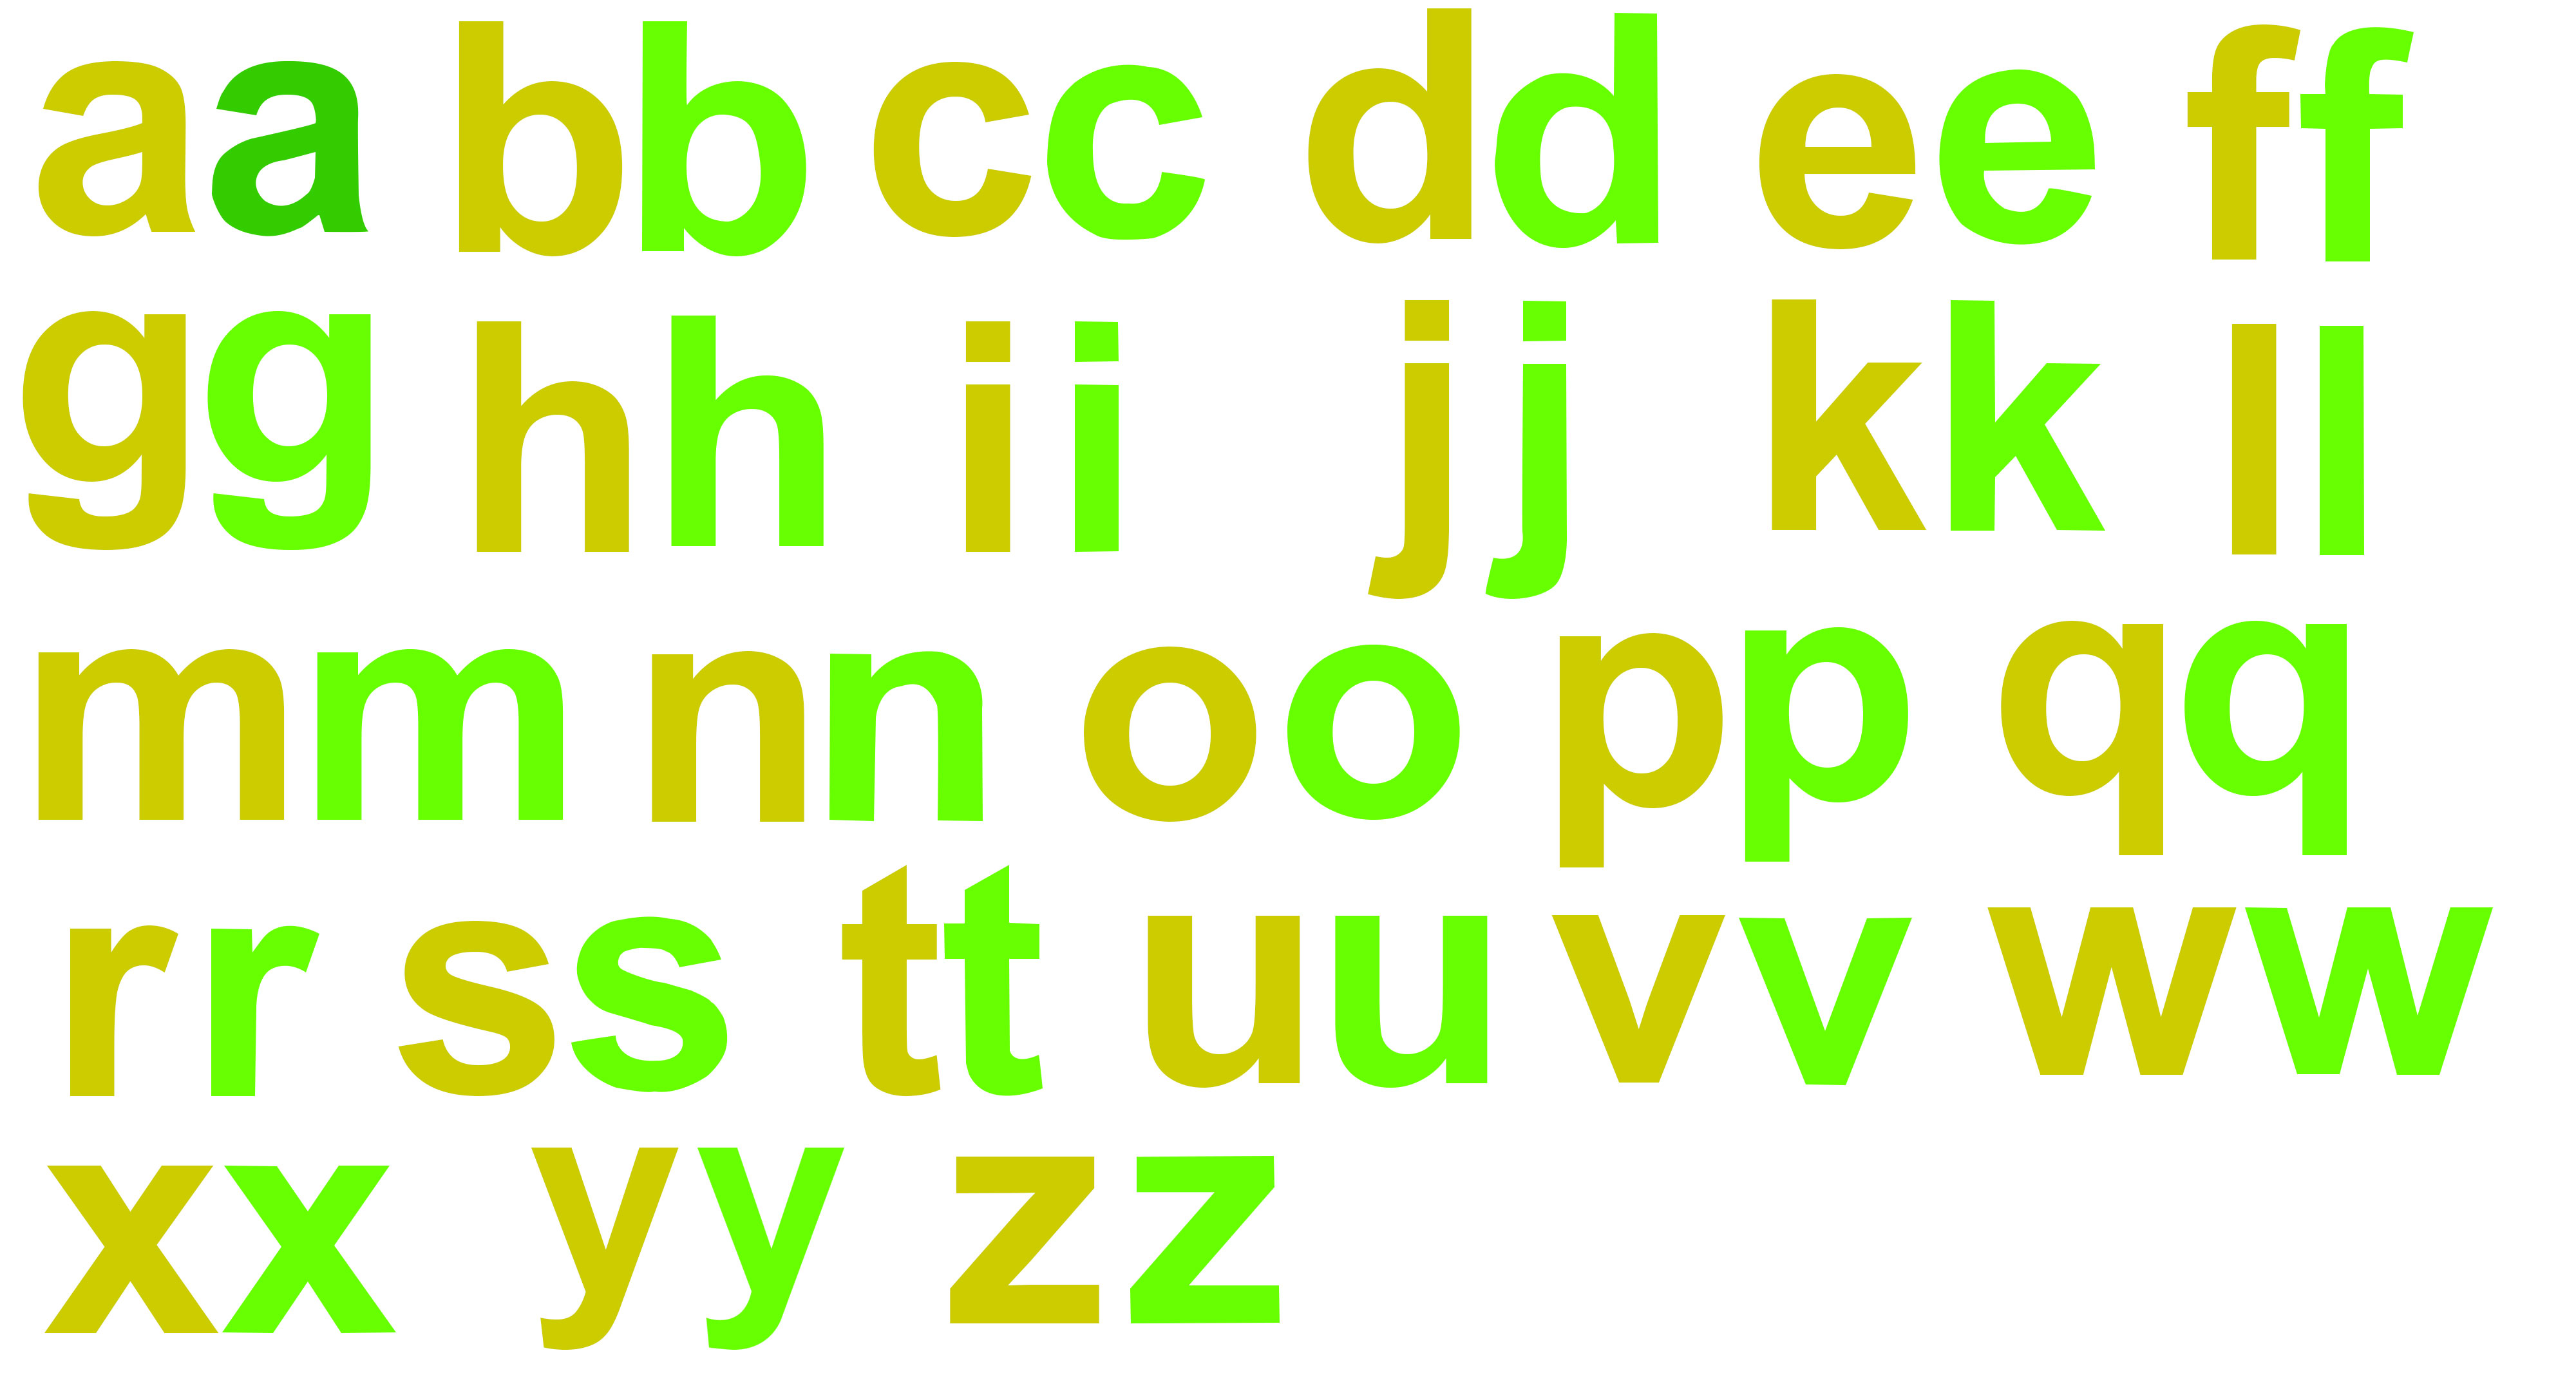 aa bb cc dd ee ff
gg hh ii jj kk ll
mm nn oo pp qq
rr ss tt uu vv ww
xx yy zz